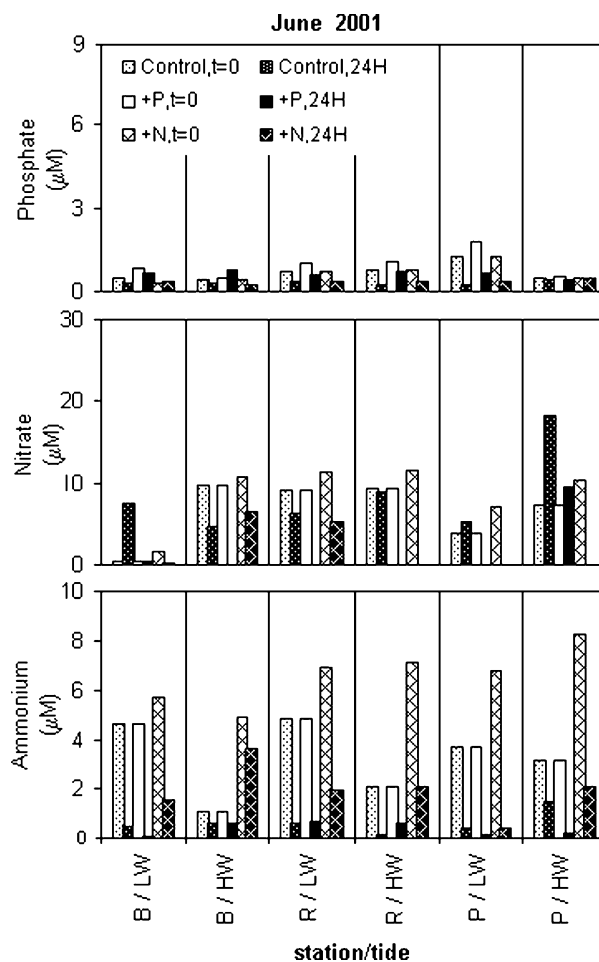 June 2001
9
6
3
0
Phosphate
(μM)
Control,t=0
Control,24H
+P,t=0
+P,24H
+N,t=0
+N,24H
30
20
10
0
Nitrate
(μM)
10
8
6
4
2
0
Ammonium
(μM)
B / LW
B / HW
R / LW
R / HW
P / LW
P / HW
station/tide